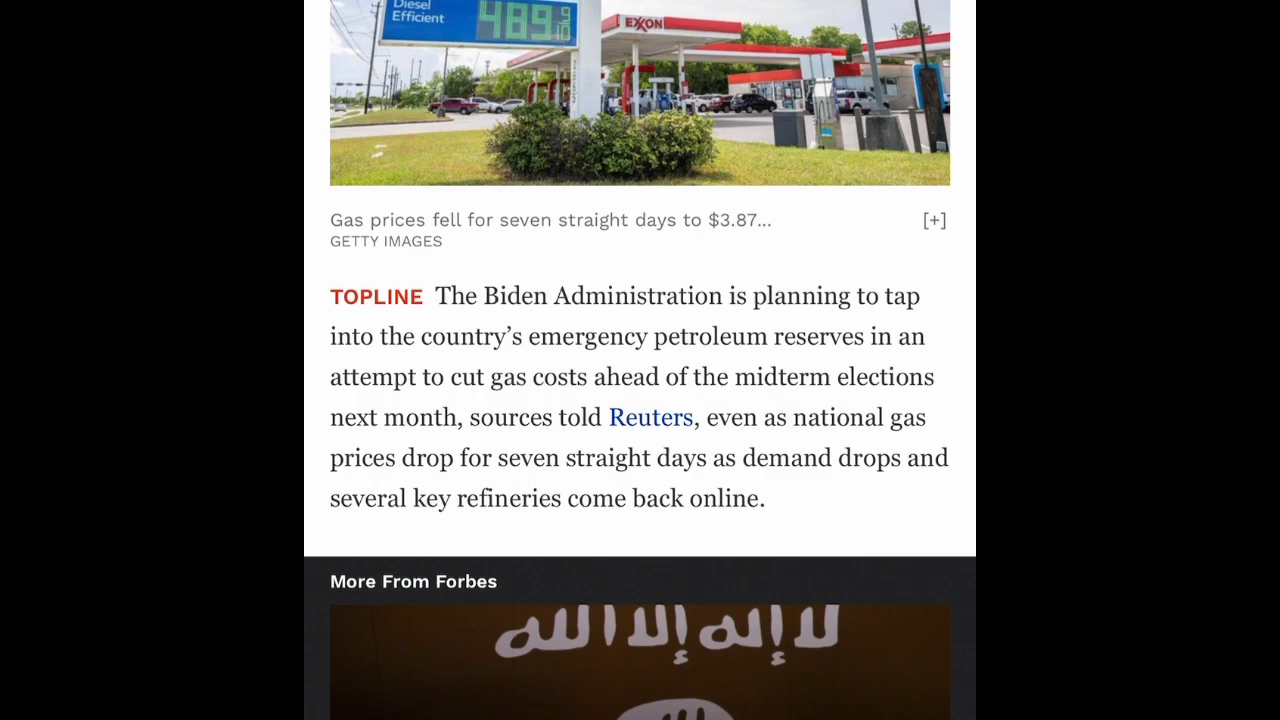 Diesel
Efficient
489 9/10
EXXON
Gas prices fell for seven straight days to $3.87...
[+]
GETTY IMAGES
TOPLINE The Biden Administration is planning to tap
into the country’s emergency petroleum reserves in an
attempt to cut gas costs ahead of the midterm elections
next month, sources told Reuters, even as national gas
prices drop for seven straight days as demand drops and
several key refineries come back online.
More From Forbes
لا إله إلا الله